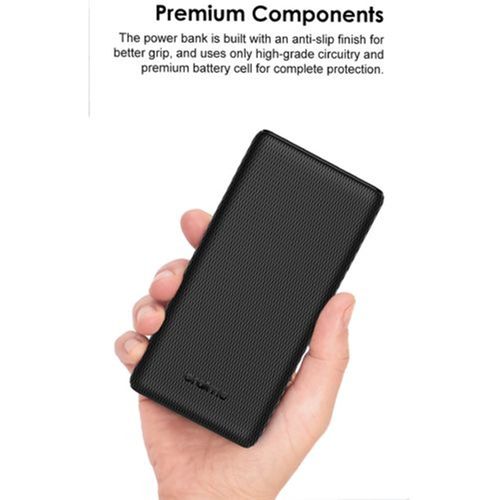 Premium Components
The power bank is built with an anti-slip finish for
better grip, and uses only high-grade circuitry and
premium battery cell for complete protection.
oraimo